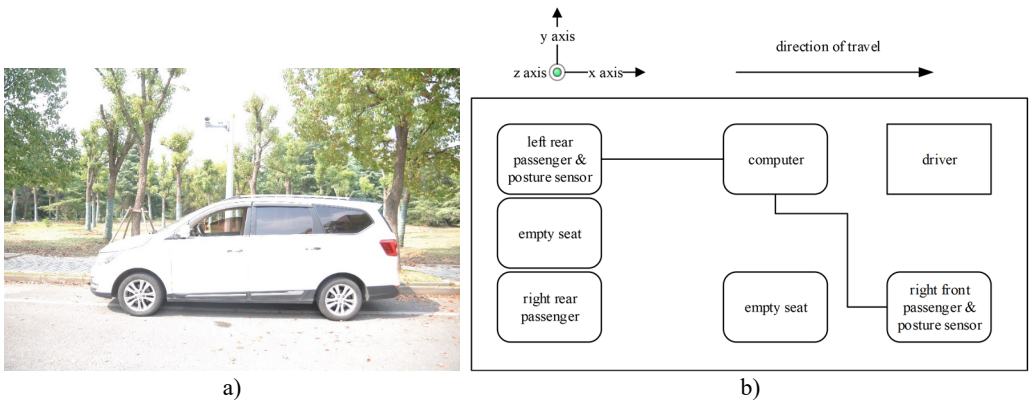 y axis
z axis
x axis
direction of travel
left rear
passenger &
posture sensor
computer
driver
empty seat
right rear
passenger
empty seat
right front
passenger &
posture sensor
a)
b)